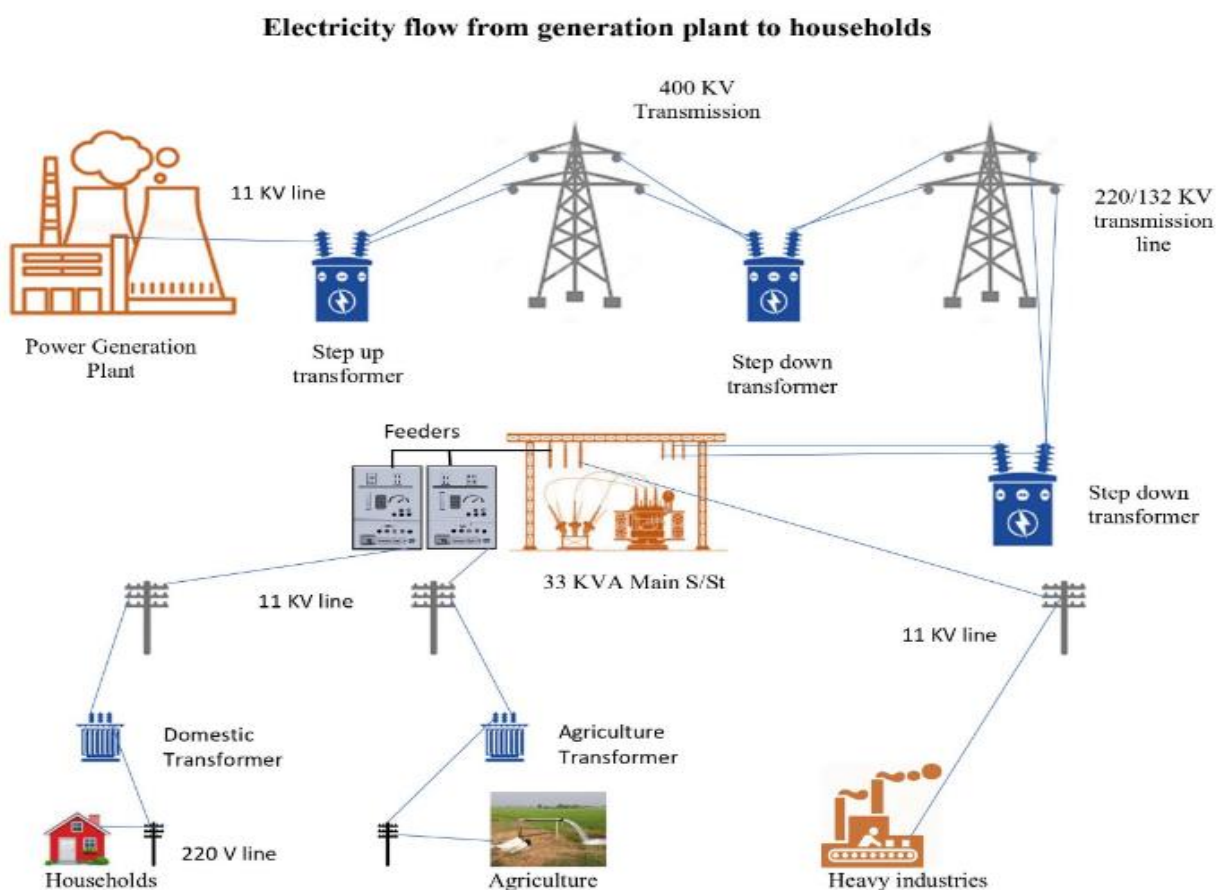 Electricity flow from generation plant to households
400 KV
Transmission
11 KV line
220/132 KV
transmission
line
Power Generation
Plant
Step up
transformer
Step down
transformer
Feeders
Step down
transformer
33 KVA Main S/St
11 KV line
11 KV line
Domestic
Transformer
Agriculture
Transformer
220 V line
Households
Agriculture
Heavy industries